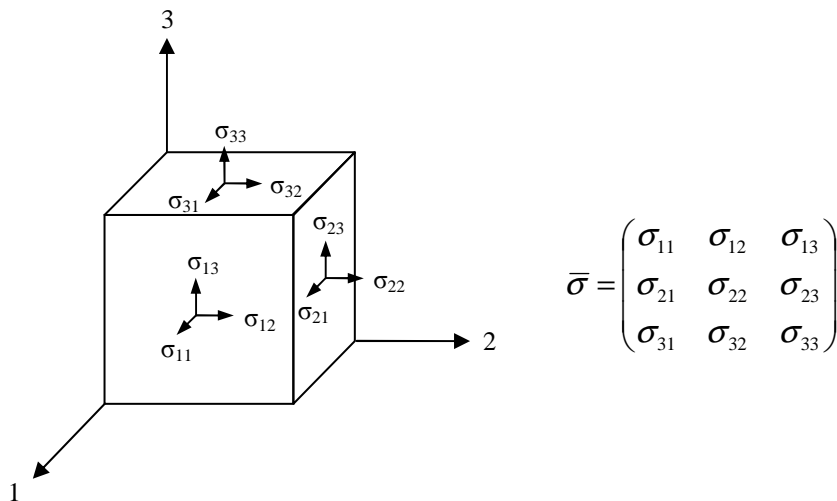 3
σ₃₃
σ₃₂
σ₃₁
σ₂₃
σ₂₂
σ₂₁
σ₁₃
σ₁₂
σ₁₁
2
1
σ̅ = ( σ₁₁ σ₁₂ σ₁₃
σ₂₁ σ₂₂ σ₂₃
σ₃₁ σ₃₂ σ₃₃ )